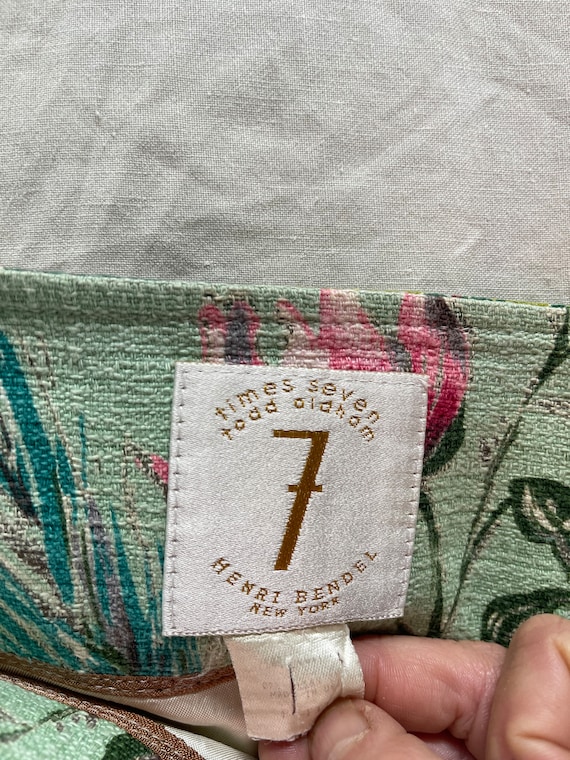 times seven
todd oldham
7
HENRI BENDEL
NEW YORK